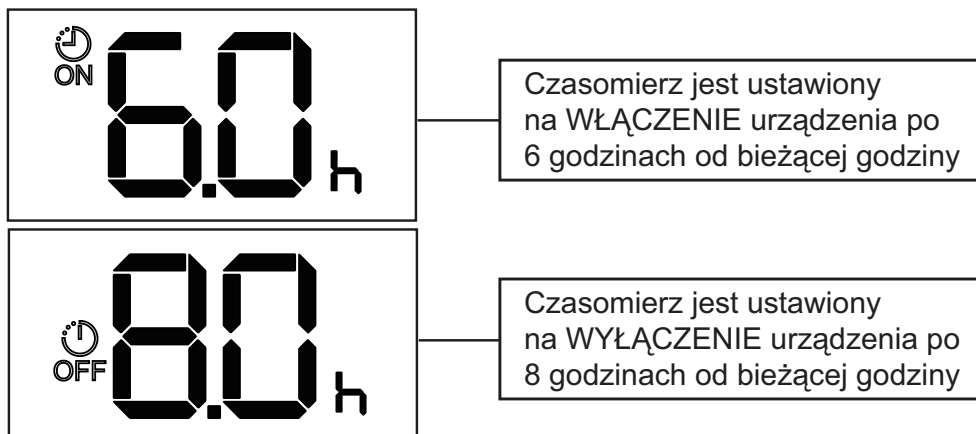 ON
6.0 h
Czasomierz jest ustawiony
na WŁĄCZENIE urządzenia po
6 godzinach od bieżącej godziny
OFF
8.0 h
Czasomierz jest ustawiony
na WYŁĄCZENIE urządzenia po
8 godzinach od bieżącej godziny